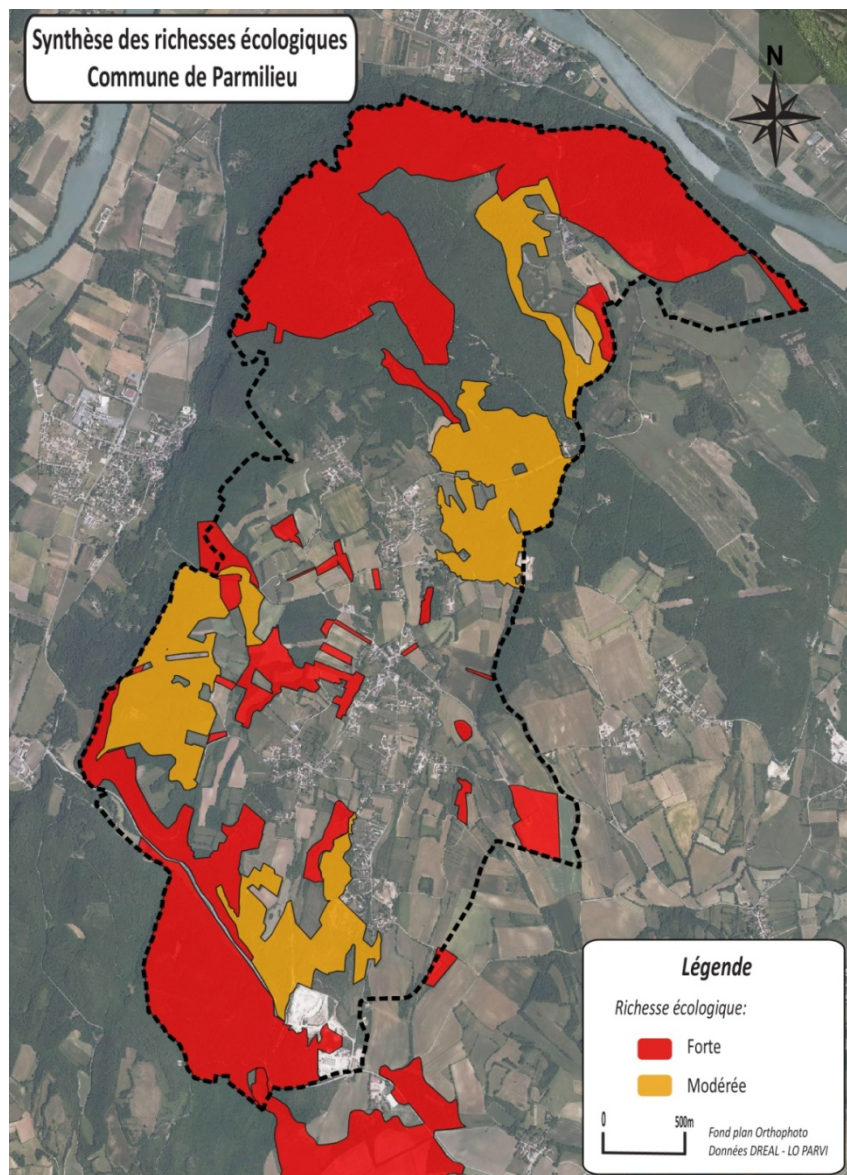 Synthèse des richesses écologiques
Commune de Parmilieu
N
Légende
Richesse écologique:
Forte
Modérée
0 500m
Fond plan Orthophoto
Données DREAL - LO PARVI